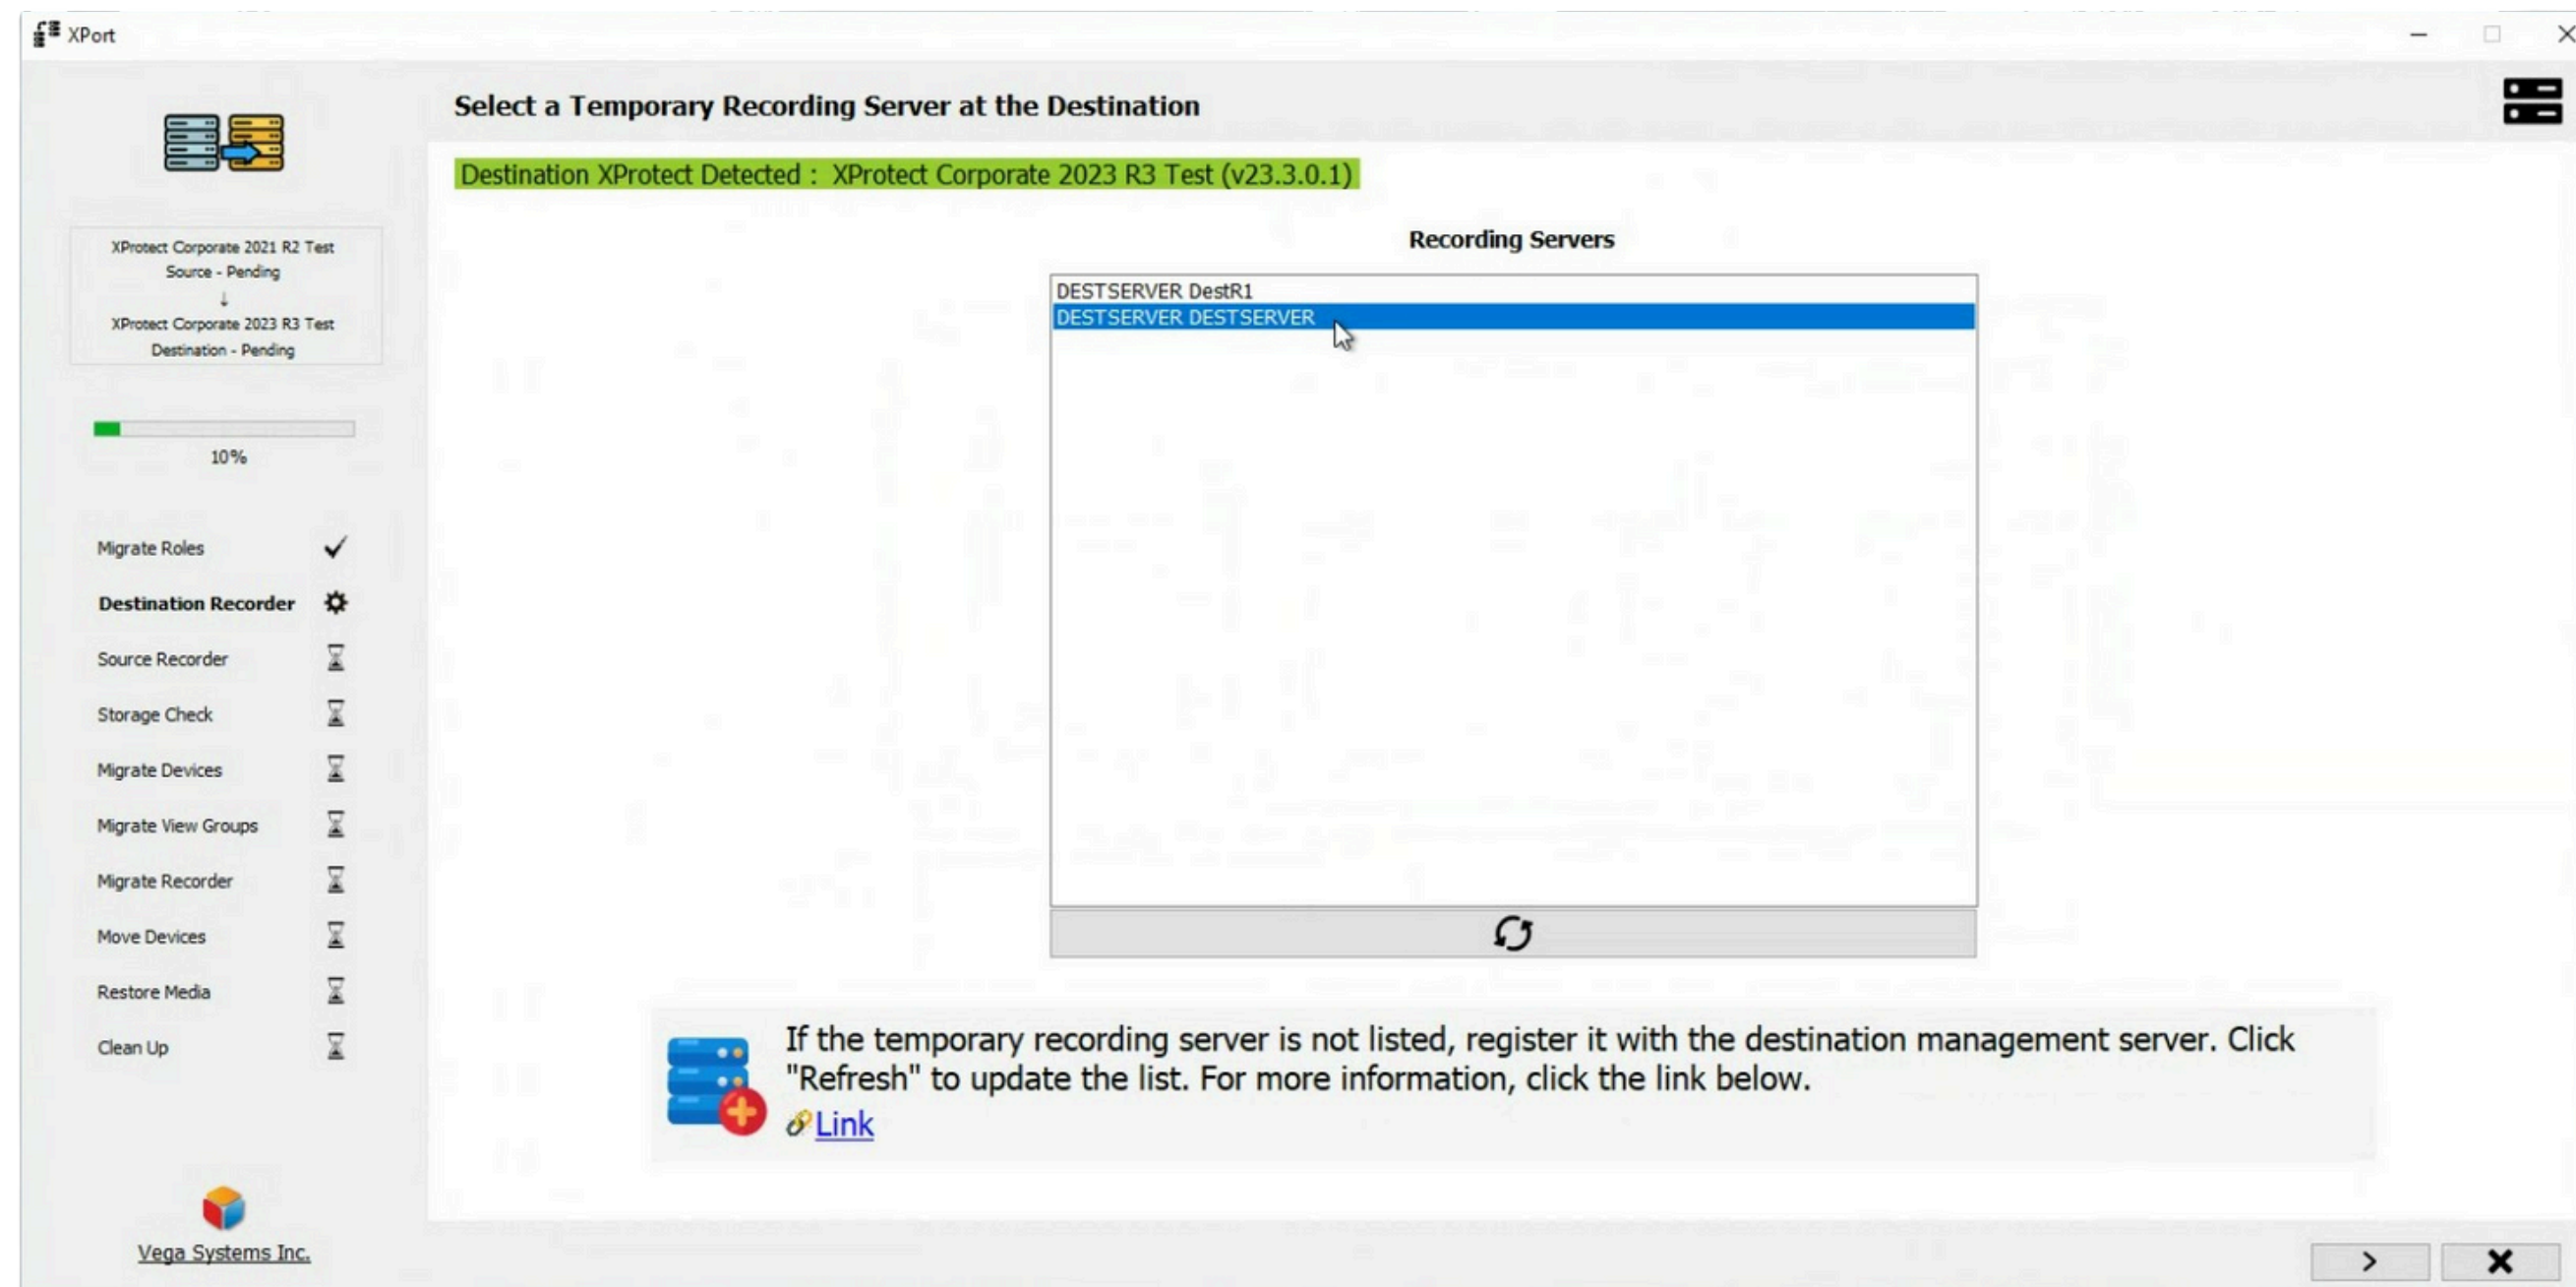 XPort
Select a Temporary Recording Server at the Destination
Destination XProtect Detected : XProtect Corporate 2023 R3 Test (v23.3.0.1)
XProtect Corporate 2021 R2 Test
Source - Pending
↓
XProtect Corporate 2023 R3 Test
Destination - Pending
10%
Migrate Roles
Destination Recorder
Source Recorder
Storage Check
Migrate Devices
Migrate View Groups
Migrate Recorder
Move Devices
Restore Media
Clean Up
Vega Systems Inc.
Recording Servers
DESTSERVER DestR1
DESTSERVER DESTSERVER
If the temporary recording server is not listed, register it with the destination management server. Click
"Refresh" to update the list. For more information, click the link below.
Link